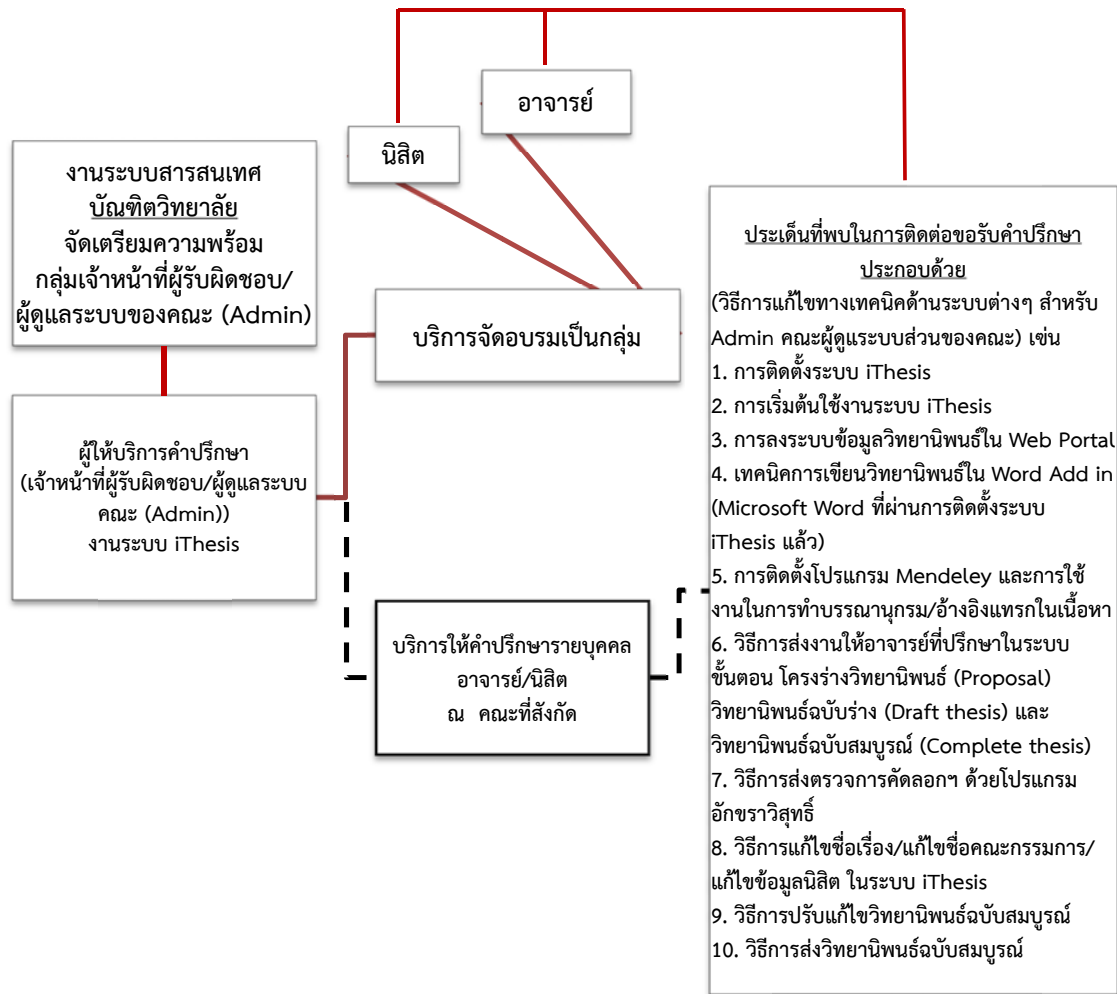 อาจารย์
นิสิต
งานระบบสารสนเทศ
บัณฑิตวิทยาลัย
จัดเตรียมความพร้อม
กลุ่มเจ้าหน้าที่ผู้รับผิดชอบ/
ผู้ดูแลระบบของคณะ (Admin)
บริการจัดอบรมเป็นกลุ่ม
ผู้ให้บริการคำปรึกษา
(เจ้าหน้าที่ผู้รับผิดชอบ/ผู้ดูแลระบบ
คณะ (Admin))
งานระบบ iThesis
บริการให้คำปรึกษารายบุคคล
อาจารย์/นิสิต
ณ คณะที่สังกัด
ประเด็นที่พบในการติดต่อขอรับคำปรึกษา
ประกอบด้วย
(วิธีการแก้ไขทางเทคนิคด้านระบบต่างๆ สำหรับ
Admin คณะผู้ดูแระบบส่วนของคณะ) เช่น
1. การติดตั้งระบบ iThesis
2. การเริ่มต้นใช้งานระบบ iThesis
3. การลงระบบข้อมูลวิทยานิพนธ์ใน Web Portal
4. เทคนิคการเขียนวิทยานิพนธ์ใน Word Add in
(Microsoft Word ที่ผ่านการติดตั้งระบบ
iThesis แล้ว)
5. การติดตั้งโปรแกรม Mendeley และการใช้
งานในการทำบรรณานุกรม/อ้างอิงแทรกในเนื้อหา
6. วิธีการส่งงานให้อาจารย์ที่ปรึกษาในระบบ
ขั้นตอน โครงร่างวิทยานิพนธ์ (Proposal)
วิทยานิพนธ์ฉบับร่าง (Draft thesis) และ
วิทยานิพนธ์ฉบับสมบูรณ์ (Complete thesis)
7. วิธีการส่งตรวจการคัดลอกฯ ด้วยโปรแกรม
อักขราวิสุทธิ์
8. วิธีการแก้ไขชื่อเรื่อง/แก้ไขชื่อคณะกรรมการ/
แก้ไขข้อมูลนิสิต ในระบบ iThesis
9. วิธีการปรับแก้ไขวิทยานิพนธ์ฉบับสมบูรณ์
10. วิธีการส่งวิทยานิพนธ์ฉบับสมบูรณ์